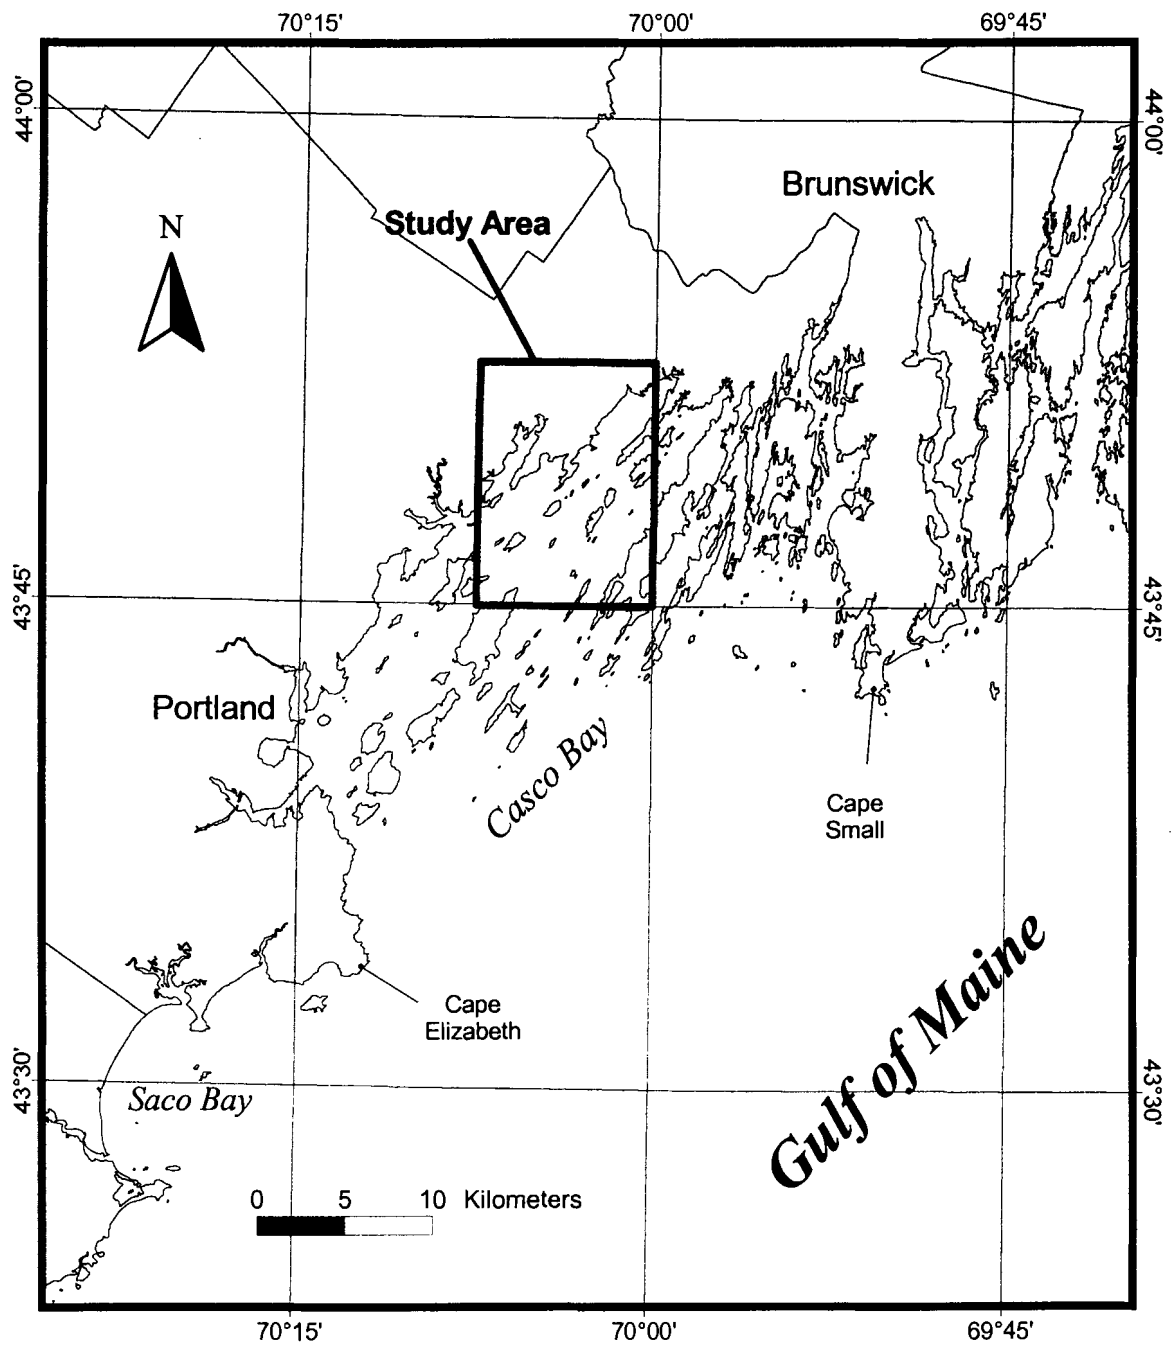 70°15'
70°00'
69°45'
44°00'
44°00'
Brunswick
Study Area
N
43°45'
43°45'
Portland
Casco Bay
Cape
Small
Gulf of Maine
Cape
Elizabeth
43°30'
43°30'
Saco Bay
0 5 10 Kilometers
70°15'
70°00'
69°45'